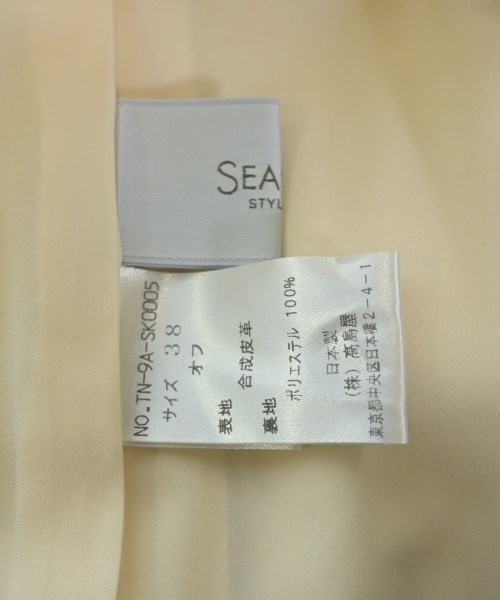 SEA
STYL
NO.TN-9A-SK0005
サイズ 38
オフ
表地
合成皮革
裏地
ポリエステル 100%
日本製
(株) 髙島屋
東京都中央区日本橋2-4-1